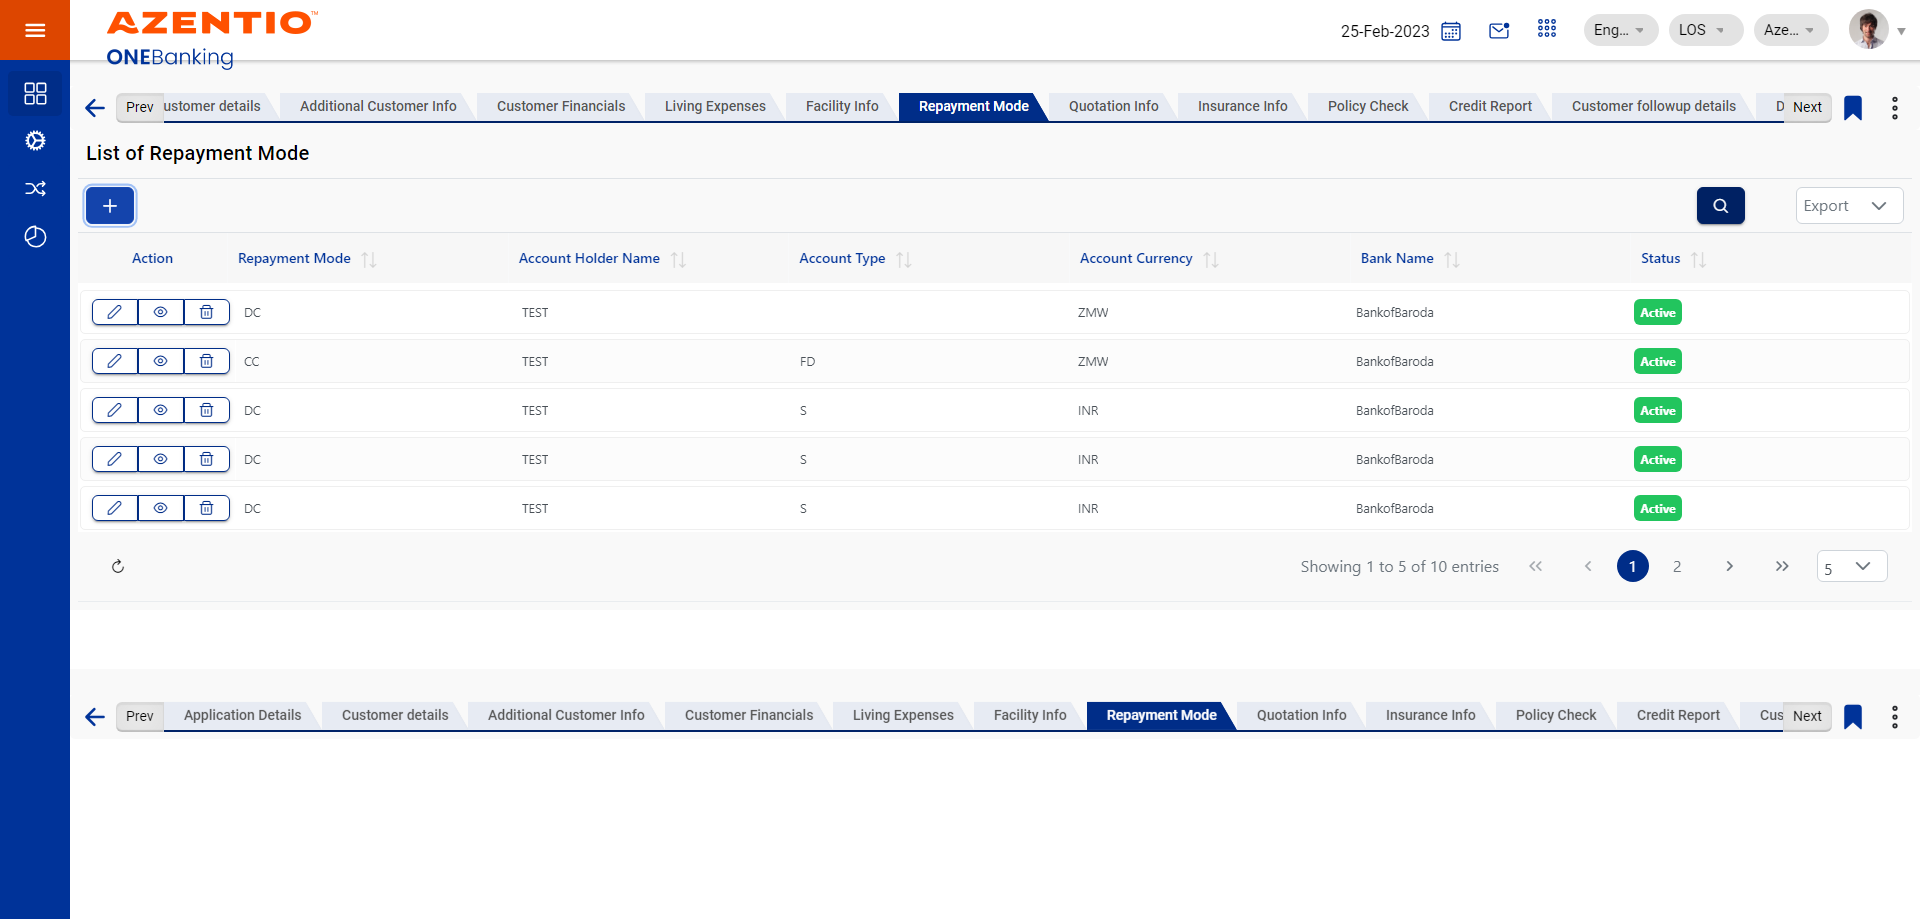 AZENTIO™
ONEBanking
25-Feb-2023 Eng... LOS Aze...
Prev ustomer details Additional Customer Info Customer Financials Living Expenses Facility Info Repayment Mode Quotation Info Insurance Info Policy Check Credit Report Customer followup details D Next
List of Repayment Mode
Export
Action Repayment Mode Account Holder Name Account Type Account Currency Bank Name Status
DC TEST ZMW BankofBaroda Active
CC TEST FD ZMW BankofBaroda Active
DC TEST S INR BankofBaroda Active
DC TEST S INR BankofBaroda Active
DC TEST S INR BankofBaroda Active
Showing 1 to 5 of 10 entries 1 2 5
Prev Application Details Customer details Additional Customer Info Customer Financials Living Expenses Facility Info Repayment Mode Quotation Info Insurance Info Policy Check Credit Report Cus Next